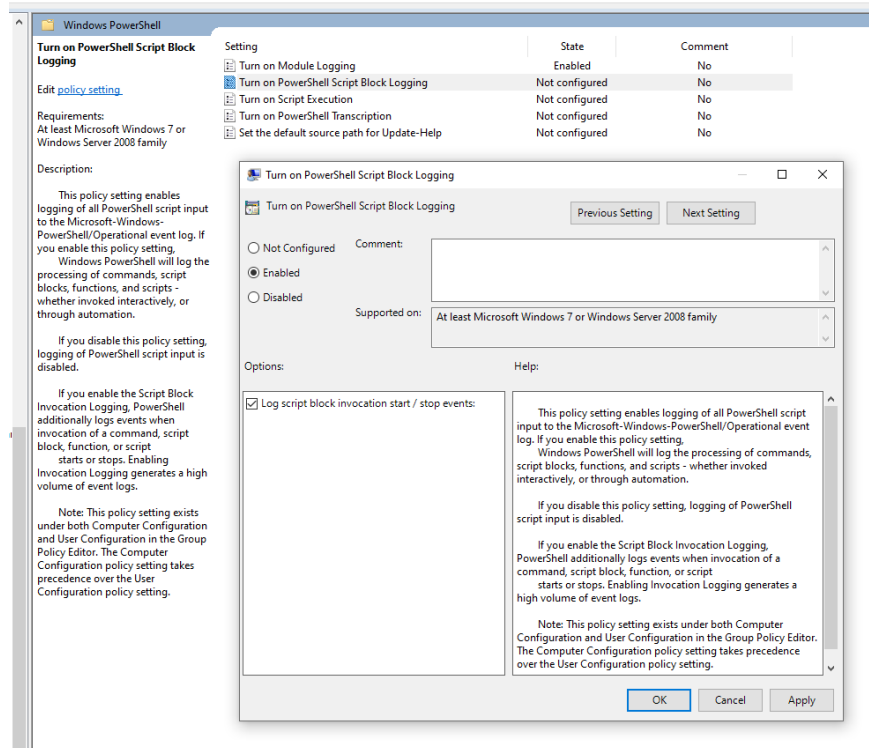 Windows PowerShell
Turn on PowerShell Script Block
Logging
Edit policy setting
Requirements:
At least Microsoft Windows 7 or
Windows Server 2008 family
Description:
This policy setting enables
logging of all PowerShell script input
to the Microsoft-Windows-
PowerShell/Operational event log. If
you enable this policy setting,
Windows PowerShell will log the
processing of commands, script
blocks, functions, and scripts -
whether invoked interactively, or
through automation.
If you disable this policy setting,
logging of PowerShell script input is
disabled.
If you enable the Script Block
Invocation Logging, PowerShell
additionally logs events when
invocation of a command, script
block, function, or script
starts or stops. Enabling
Invocation Logging generates a high
volume of event logs.
Note: This policy setting exists
under both Computer Configuration
and User Configuration in the Group
Policy Editor. The Computer
Configuration policy setting takes
precedence over the User
Configuration policy setting.
Setting State Comment
Turn on Module Logging Enabled No
Turn on PowerShell Script Block Logging Not configured No
Turn on Script Execution Not configured No
Turn on PowerShell Transcription Not configured No
Set the default source path for Update-Help Not configured No
Turn on PowerShell Script Block Logging
Turn on PowerShell Script Block Logging
Previous Setting Next Setting
Not Configured Comment:
Enabled
Disabled
Supported on: At least Microsoft Windows 7 or Windows Server 2008 family
Options: Help:
Log script block invocation start / stop events:
This policy setting enables logging of all PowerShell script
input to the Microsoft-Windows-PowerShell/Operational event
log. If you enable this policy setting,
Windows PowerShell will log the processing of commands,
script blocks, functions, and scripts - whether invoked
interactively, or through automation.
If you disable this policy setting, logging of PowerShell
script input is disabled.
If you enable the Script Block Invocation Logging,
PowerShell additionally logs events when invocation of a
command, script block, function, or script
starts or stops. Enabling Invocation Logging generates a
high volume of event logs.
Note: This policy setting exists under both Computer
Configuration and User Configuration in the Group Policy Editor.
The Computer Configuration policy setting takes precedence
over the User Configuration policy setting.
OK Cancel Apply